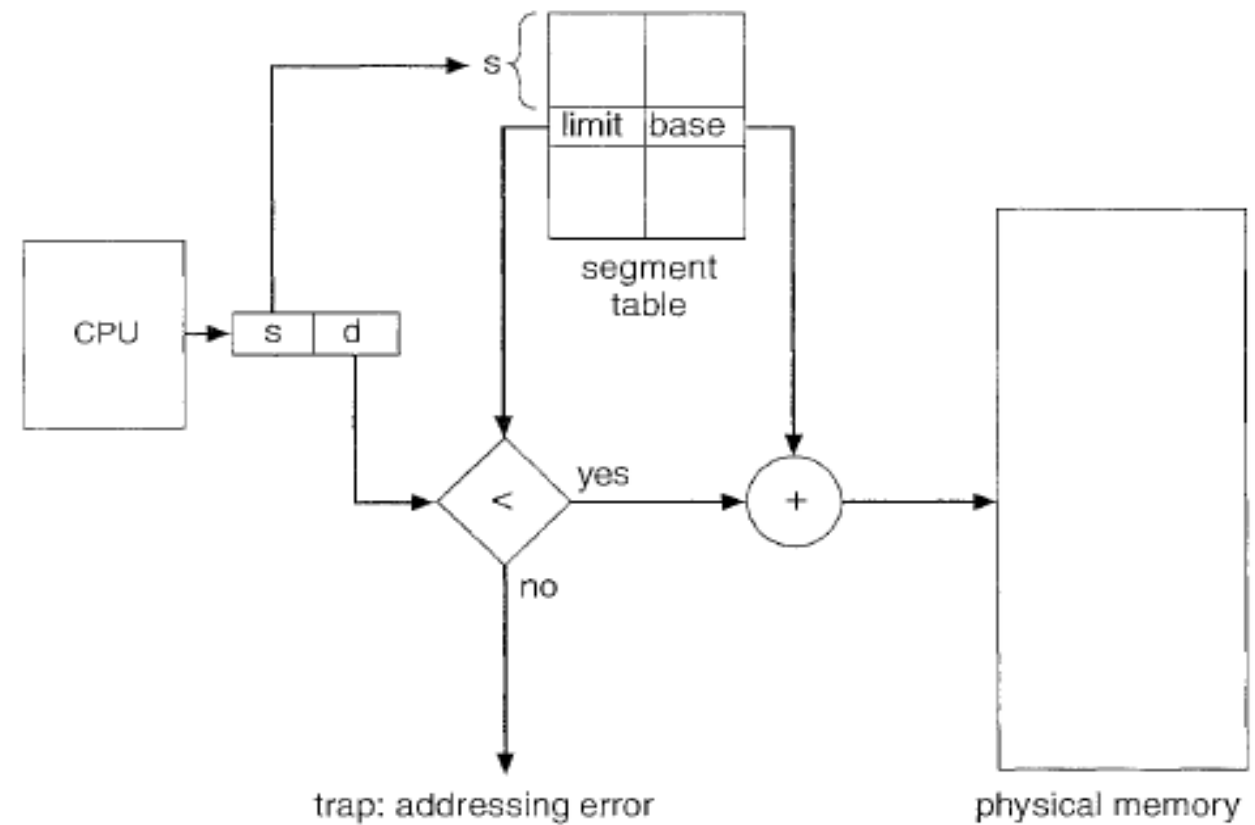 s
limit base
segment
table
CPU
s d
<
yes
+
no
trap: addressing error
physical memory